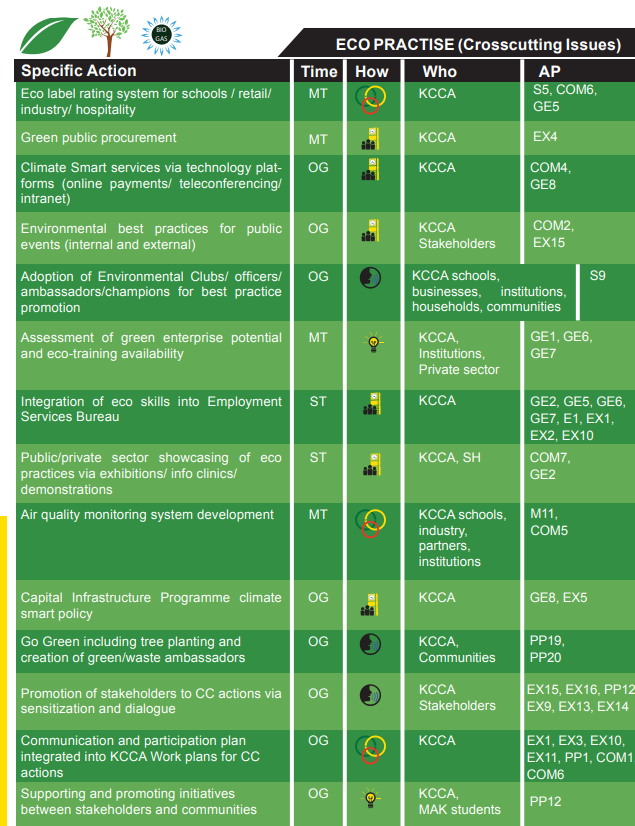 BIO
GAS
ECO PRACTISE (Crosscutting Issues)
Specific Action Time How Who AP
Eco label rating system for schools / retail/ MT KCCA S5, COM6,
industry/ hospitality GE5
Green public procurement MT KCCA EX4
Climate Smart services via technology plat- OG KCCA COM4,
forms (online payments/ teleconferencing/ GE8
intranet)
Environmental best practices for public OG KCCA COM2,
events (internal and external) Stakeholders EX15
Adoption of Environmental Clubs/ officers/ OG KCCA schools, S9
ambassadors/champions for best practice businesses, institutions,
promotion households, communities
Assessment of green enterprise potential MT KCCA, GE1, GE6,
and eco-training availability Institutions, GE7
Private sector
Integration of eco skills into Employment ST KCCA GE2, GE5, GE6,
Services Bureau GE7, E1, EX1,
EX2, EX10
Public/private sector showcasing of eco ST KCCA, SH COM7,
practices via exhibitions/ info clinics/ GE2
demonstrations
Air quality monitoring system development MT KCCA schools, M11,
industry, COM5
partners,
institutions
Capital Infrastructure Programme climate OG KCCA GE8, EX5
smart policy
Go Green including tree planting and OG KCCA, PP19,
creation of green/waste ambassadors Communities PP20
Promotion of stakeholders to CC actions via OG KCCA EX15, EX16, PP12
sensitization and dialogue Stakeholders EX9, EX13, EX14
Communication and participation plan OG KCCA EX1, EX3, EX10,
integrated into KCCA Work plans for CC EX11, PP1, COM1
actions COM6
Supporting and promoting initiatives OG KCCA, PP12
between stakeholders and communities MAK students